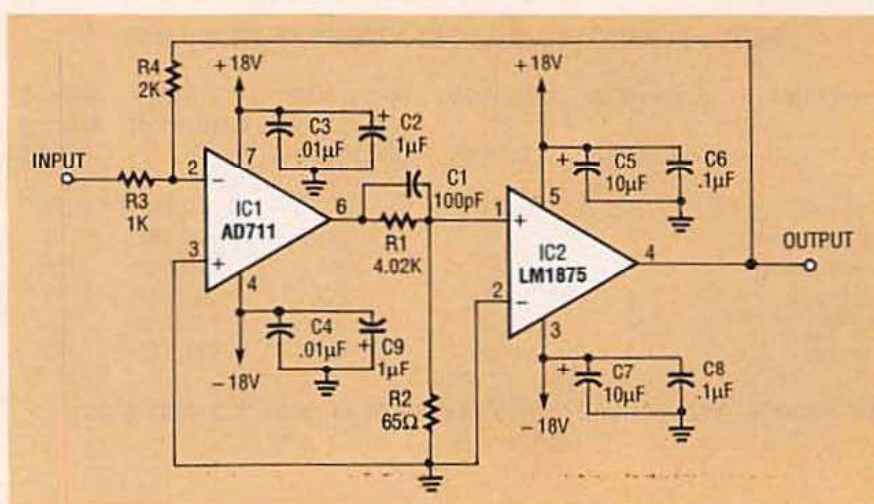 R4
2K
+18V
+18V
C3
.01µF
+
C2
1µF
C5
10µF
+
C6
.1µF
INPUT
R3
1K
2
−
7
IC1
AD711
6
C1
100pF
R1
4.02K
3
+
4
1
+
5
IC2
LM1875
4
OUTPUT
2
−
3
C4
.01µF
+
C9
1µF
−18V
R2
65Ω
+
C7
10µF
C8
.1µF
−18V